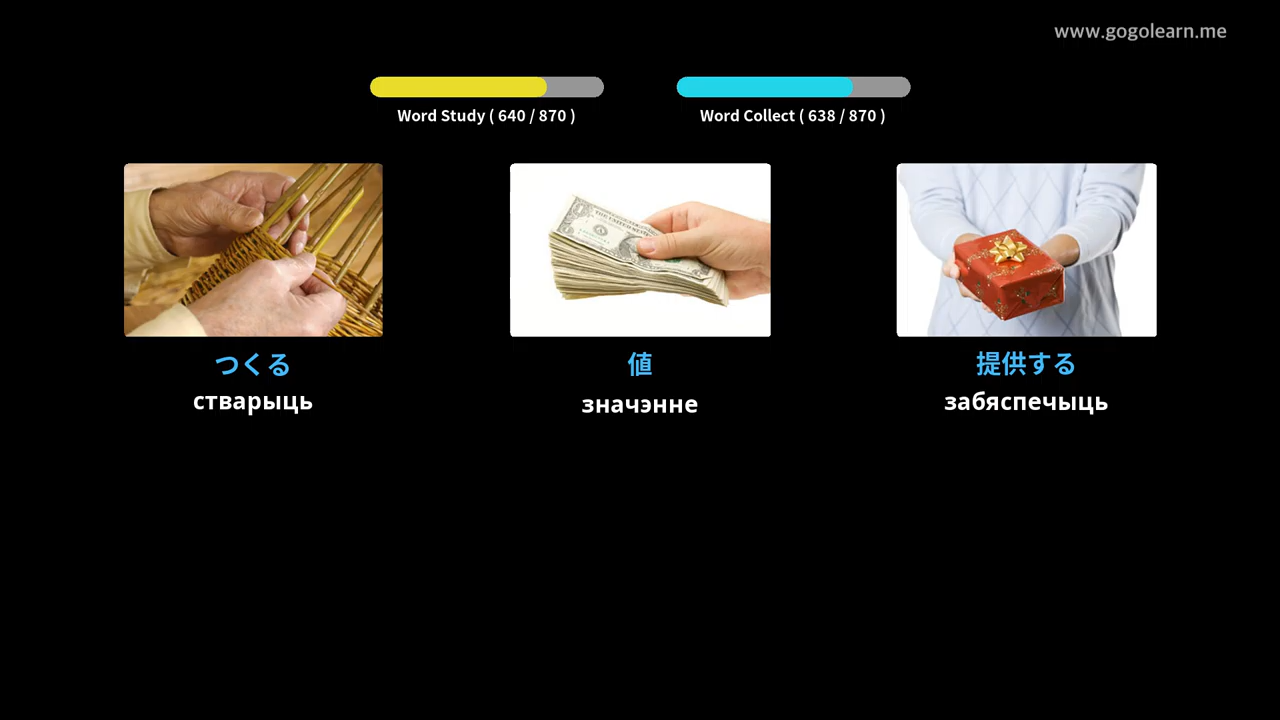 www.gogolearn.me
Word Study ( 640 / 870 )
Word Collect ( 638 / 870 )
つくる
стварыць
値
значэнне
提供する
забяспечыць